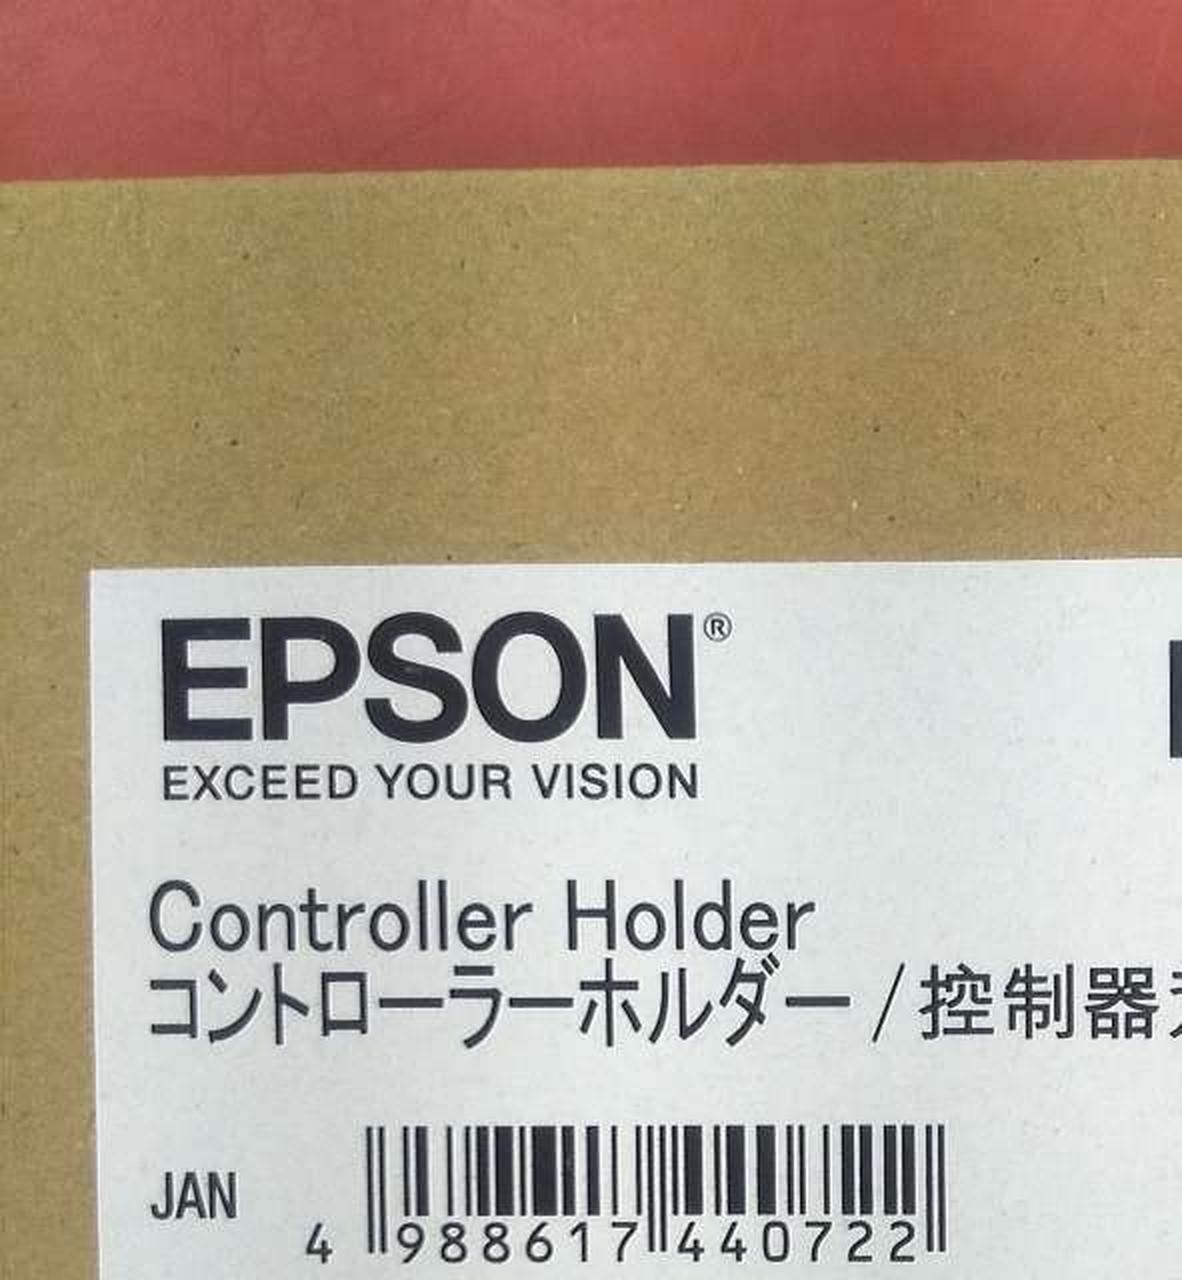 EPSON®
EXCEED YOUR VISION
Controller Holder
コントローラーホルダー / 控制器
JAN
4 988617 440722